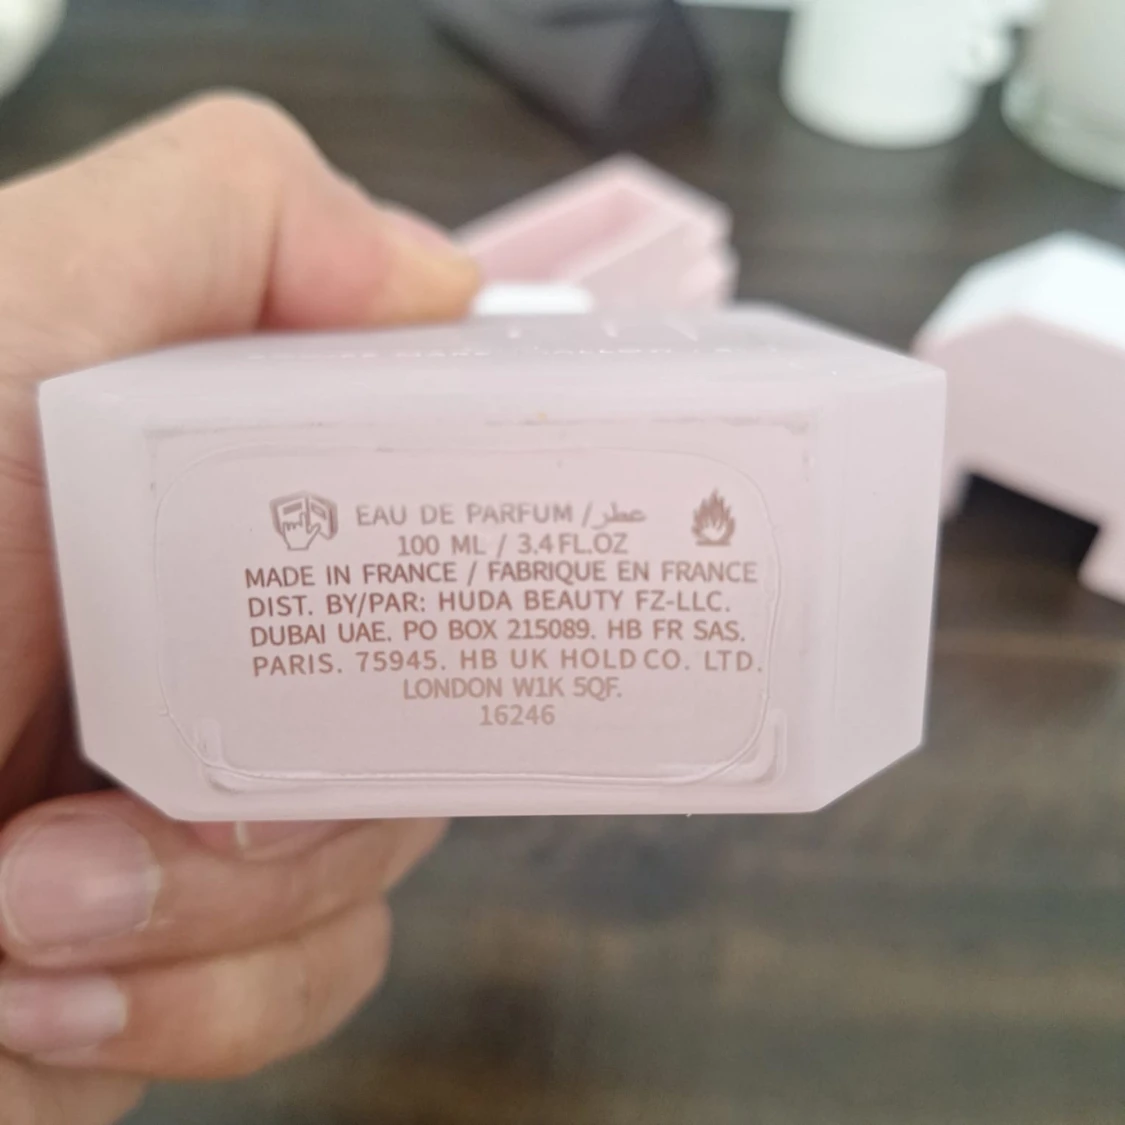 EAU DE PARFUM / عطر
100 ML / 3.4 FL.OZ
MADE IN FRANCE / FABRIQUE EN FRANCE
DIST. BY/PAR: HUDA BEAUTY FZ-LLC.
DUBAI UAE. PO BOX 215089. HB FR SAS.
PARIS. 75945. HB UK HOLD CO. LTD.
LONDON W1K 5QF.
16246